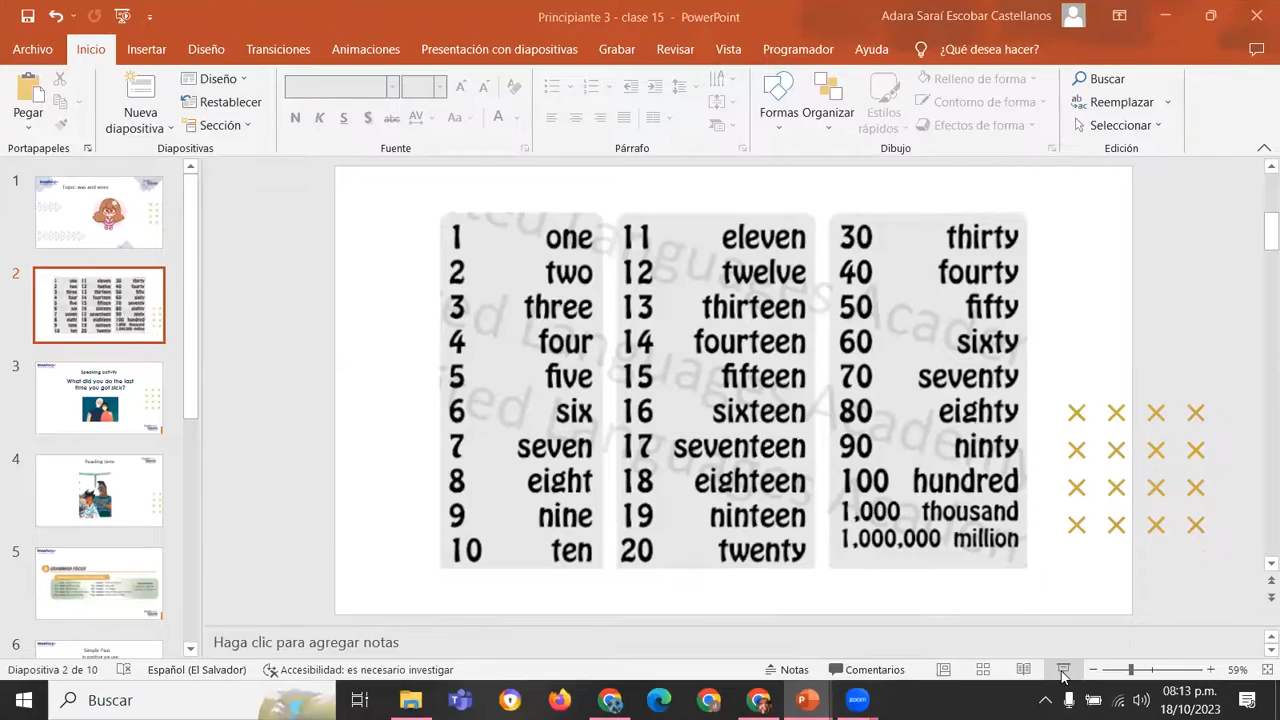 Principiante 3 - clase 15 - PowerPoint
Adara Saraí Escobar Castellanos
Archivo Inicio Insertar Diseño Transiciones Animaciones Presentación con diapositivas Grabar Revisar Vista Programador Ayuda ¿Qué desea hacer?
Pegar
Nueva diapositiva
Diseño
Restablecer
Sección
Formas
Organizar
Estilos rápidos
Relleno de forma
Contorno de forma
Efectos de forma
Buscar
Reemplazar
Seleccionar
Portapapeles Diapositivas Fuente Párrafo Dibujo Edición
1
Topic: was and were
2
3
Speaking activity
What did you do the last
time you got sick?
4
Reading time
5
GRAMMAR FOCUS
6
Simple Past
1 one
2 two
3 three
4 four
5 five
6 six
7 seven
8 eight
9 nine
10 ten
11 eleven
12 twelve
13 thirteen
14 fourteen
15 fifteen
16 sixteen
17 seventeen
18 eighteen
19 ninteen
20 twenty
30 thirty
40 fourty
50 fifty
60 sixty
70 seventy
80 eighty
90 ninty
100 hundred
1,000 thousand
1,000,000 million
Haga clic para agregar notas
Diapositiva 2 de 10 Español (El Salvador) Accesibilidad: es necesario investigar Notas Comentarios 59%
Buscar
08:13 p.m.
18/10/2023